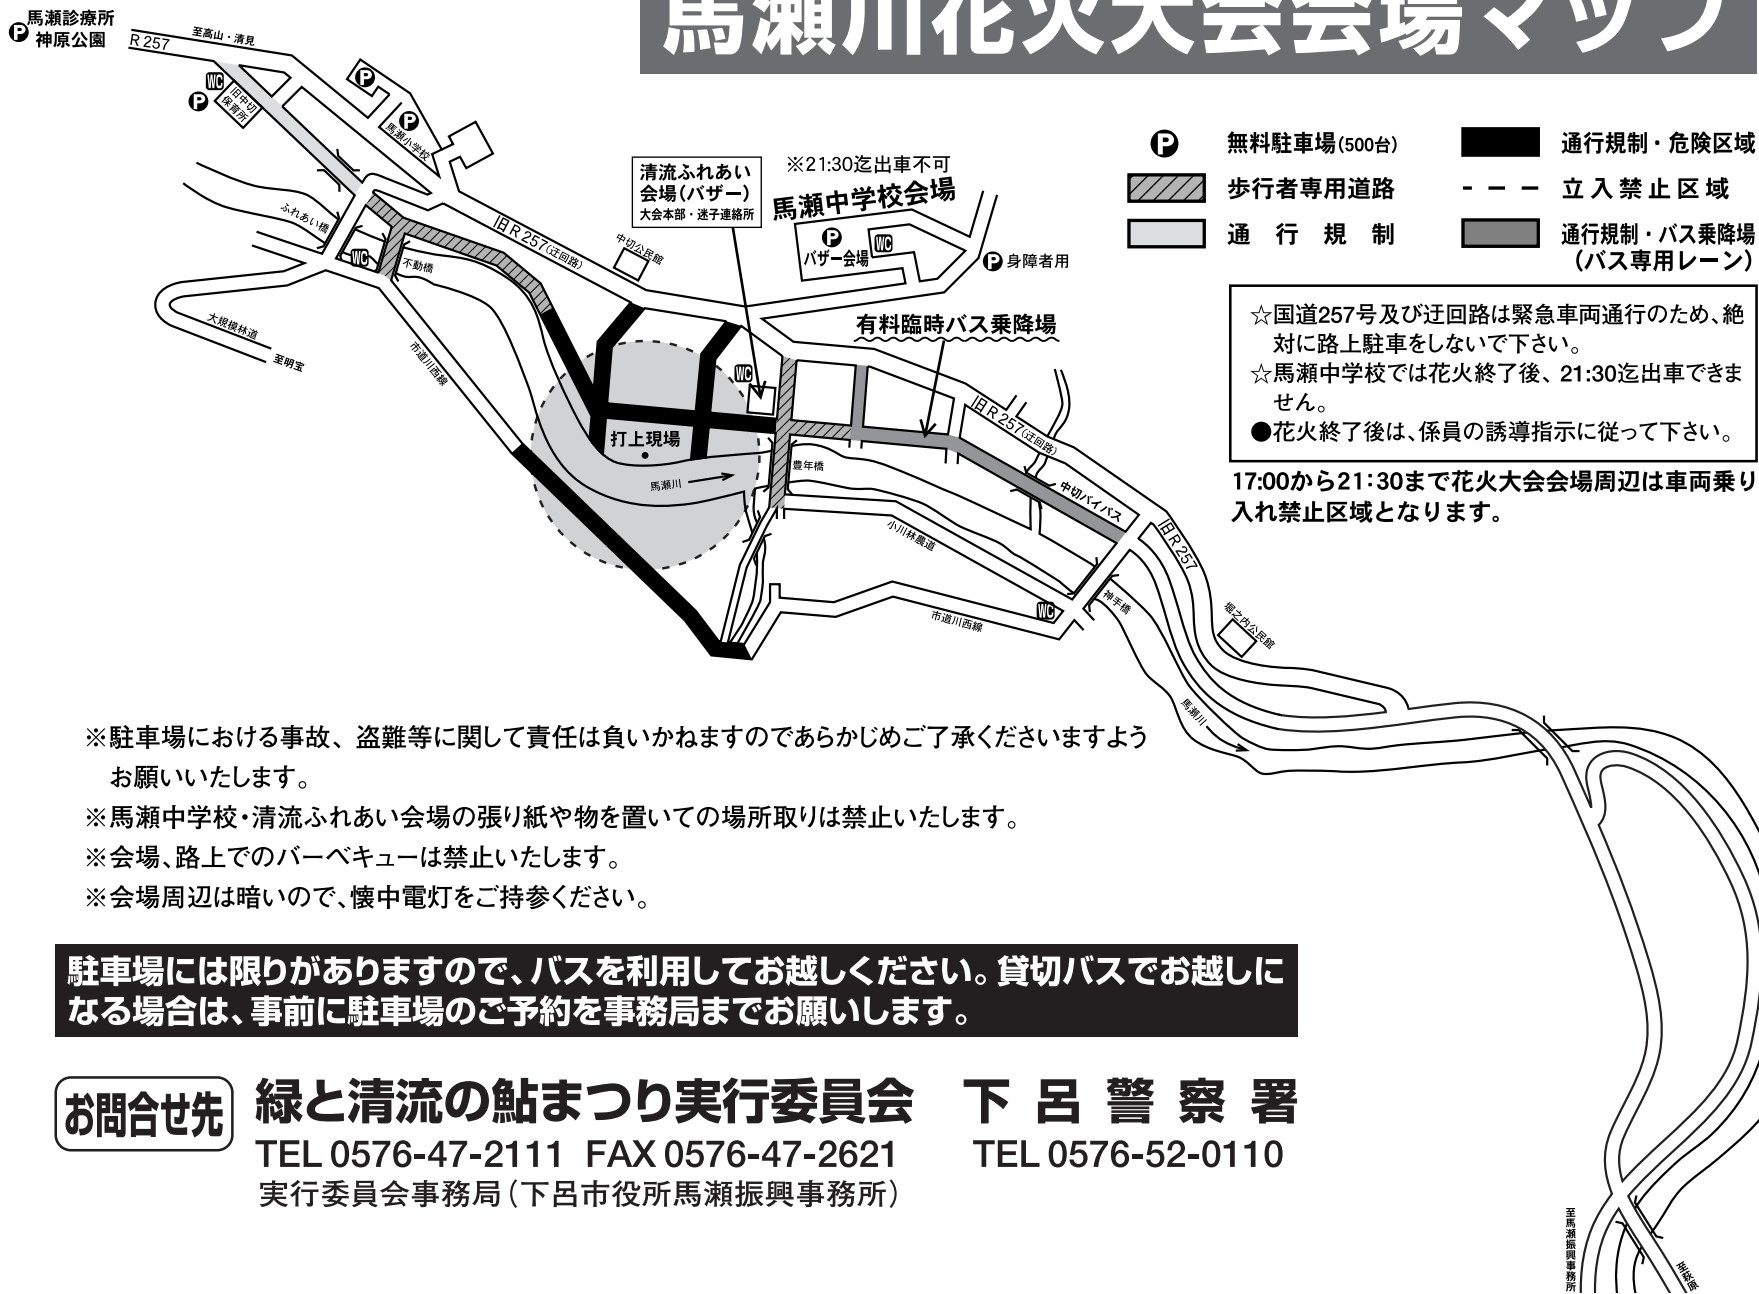 馬瀬川花火大会会場マップ
Ⓟ 馬瀬診療所
神原公園
R 257
至高山・清見
WC
Ⓟ
旧中切
保育所
Ⓟ
Ⓟ
馬瀬小学校
ふれあい橋
WC
不動橋
大規模林道
至明宝
市道川西線
旧R 257(迂回路)
中切公民館
清流ふれあい
会場(バザー)
大会本部・迷子連絡所
※21:30迄出車不可
馬瀬中学校会場
Ⓟ
バザー会場
WC
Ⓟ 身障者用
有料臨時バス乗降場
WC
打上現場
馬瀬川
豊年橋
旧R 257(迂回路)
中切バイパス
小川林農道
旧R 257
市道川西線
WC
神手橋
堀之内公民館
馬瀬川
至馬瀬振興事務所
至萩原
Ⓟ 無料駐車場(500台)
歩行者専用道路
通行規制
通行規制・危険区域
立入禁止区域
通行規制・バス乗降場
(バス専用レーン)
☆国道257号及び迂回路は緊急車両通行のため、絶
対に路上駐車をしないで下さい。
☆馬瀬中学校では花火終了後、21:30迄出車できま
せん。
●花火終了後は、係員の誘導指示に従って下さい。
17:00から21:30まで花火大会会場周辺は車両乗り
入れ禁止区域となります。
※駐車場における事故、盗難等に関して責任は負いかねますのであらかじめご了承くださいますよう
お願いいたします。
※馬瀬中学校・清流ふれあい会場の張り紙や物を置いての場所取りは禁止いたします。
※会場、路上でのバーベキューは禁止いたします。
※会場周辺は暗いので、懐中電灯をご持参ください。
駐車場には限りがありますので、バスを利用してお越しください。貸切バスでお越しに
なる場合は、事前に駐車場のご予約を事務局までお願いします。
お問合せ先
緑と清流の鮎まつり実行委員会
TEL 0576-47-2111 FAX 0576-47-2621
実行委員会事務局(下呂市役所馬瀬振興事務所)
下呂警察署
TEL 0576-52-0110